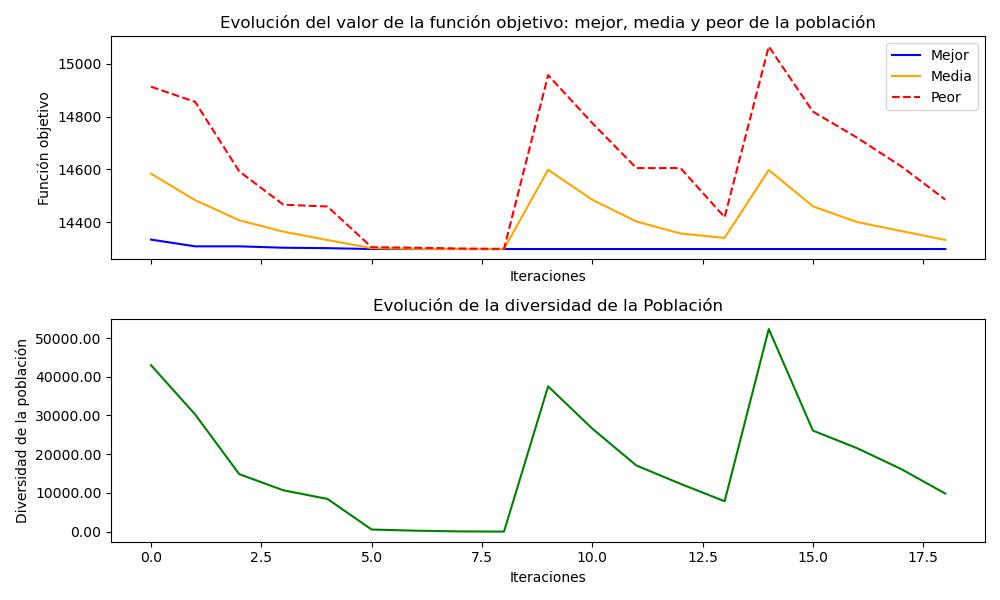 Evolución del valor de la función objetivo: mejor, media y peor de la población
Función objetivo
15000
14800
14600
14400
Mejor
Media
Peor
Iteraciones
Evolución de la diversidad de la Población
Diversidad de la población
50000.00
40000.00
30000.00
20000.00
10000.00
0.00
0.0 2.5 5.0 7.5 10.0 12.5 15.0 17.5
Iteraciones